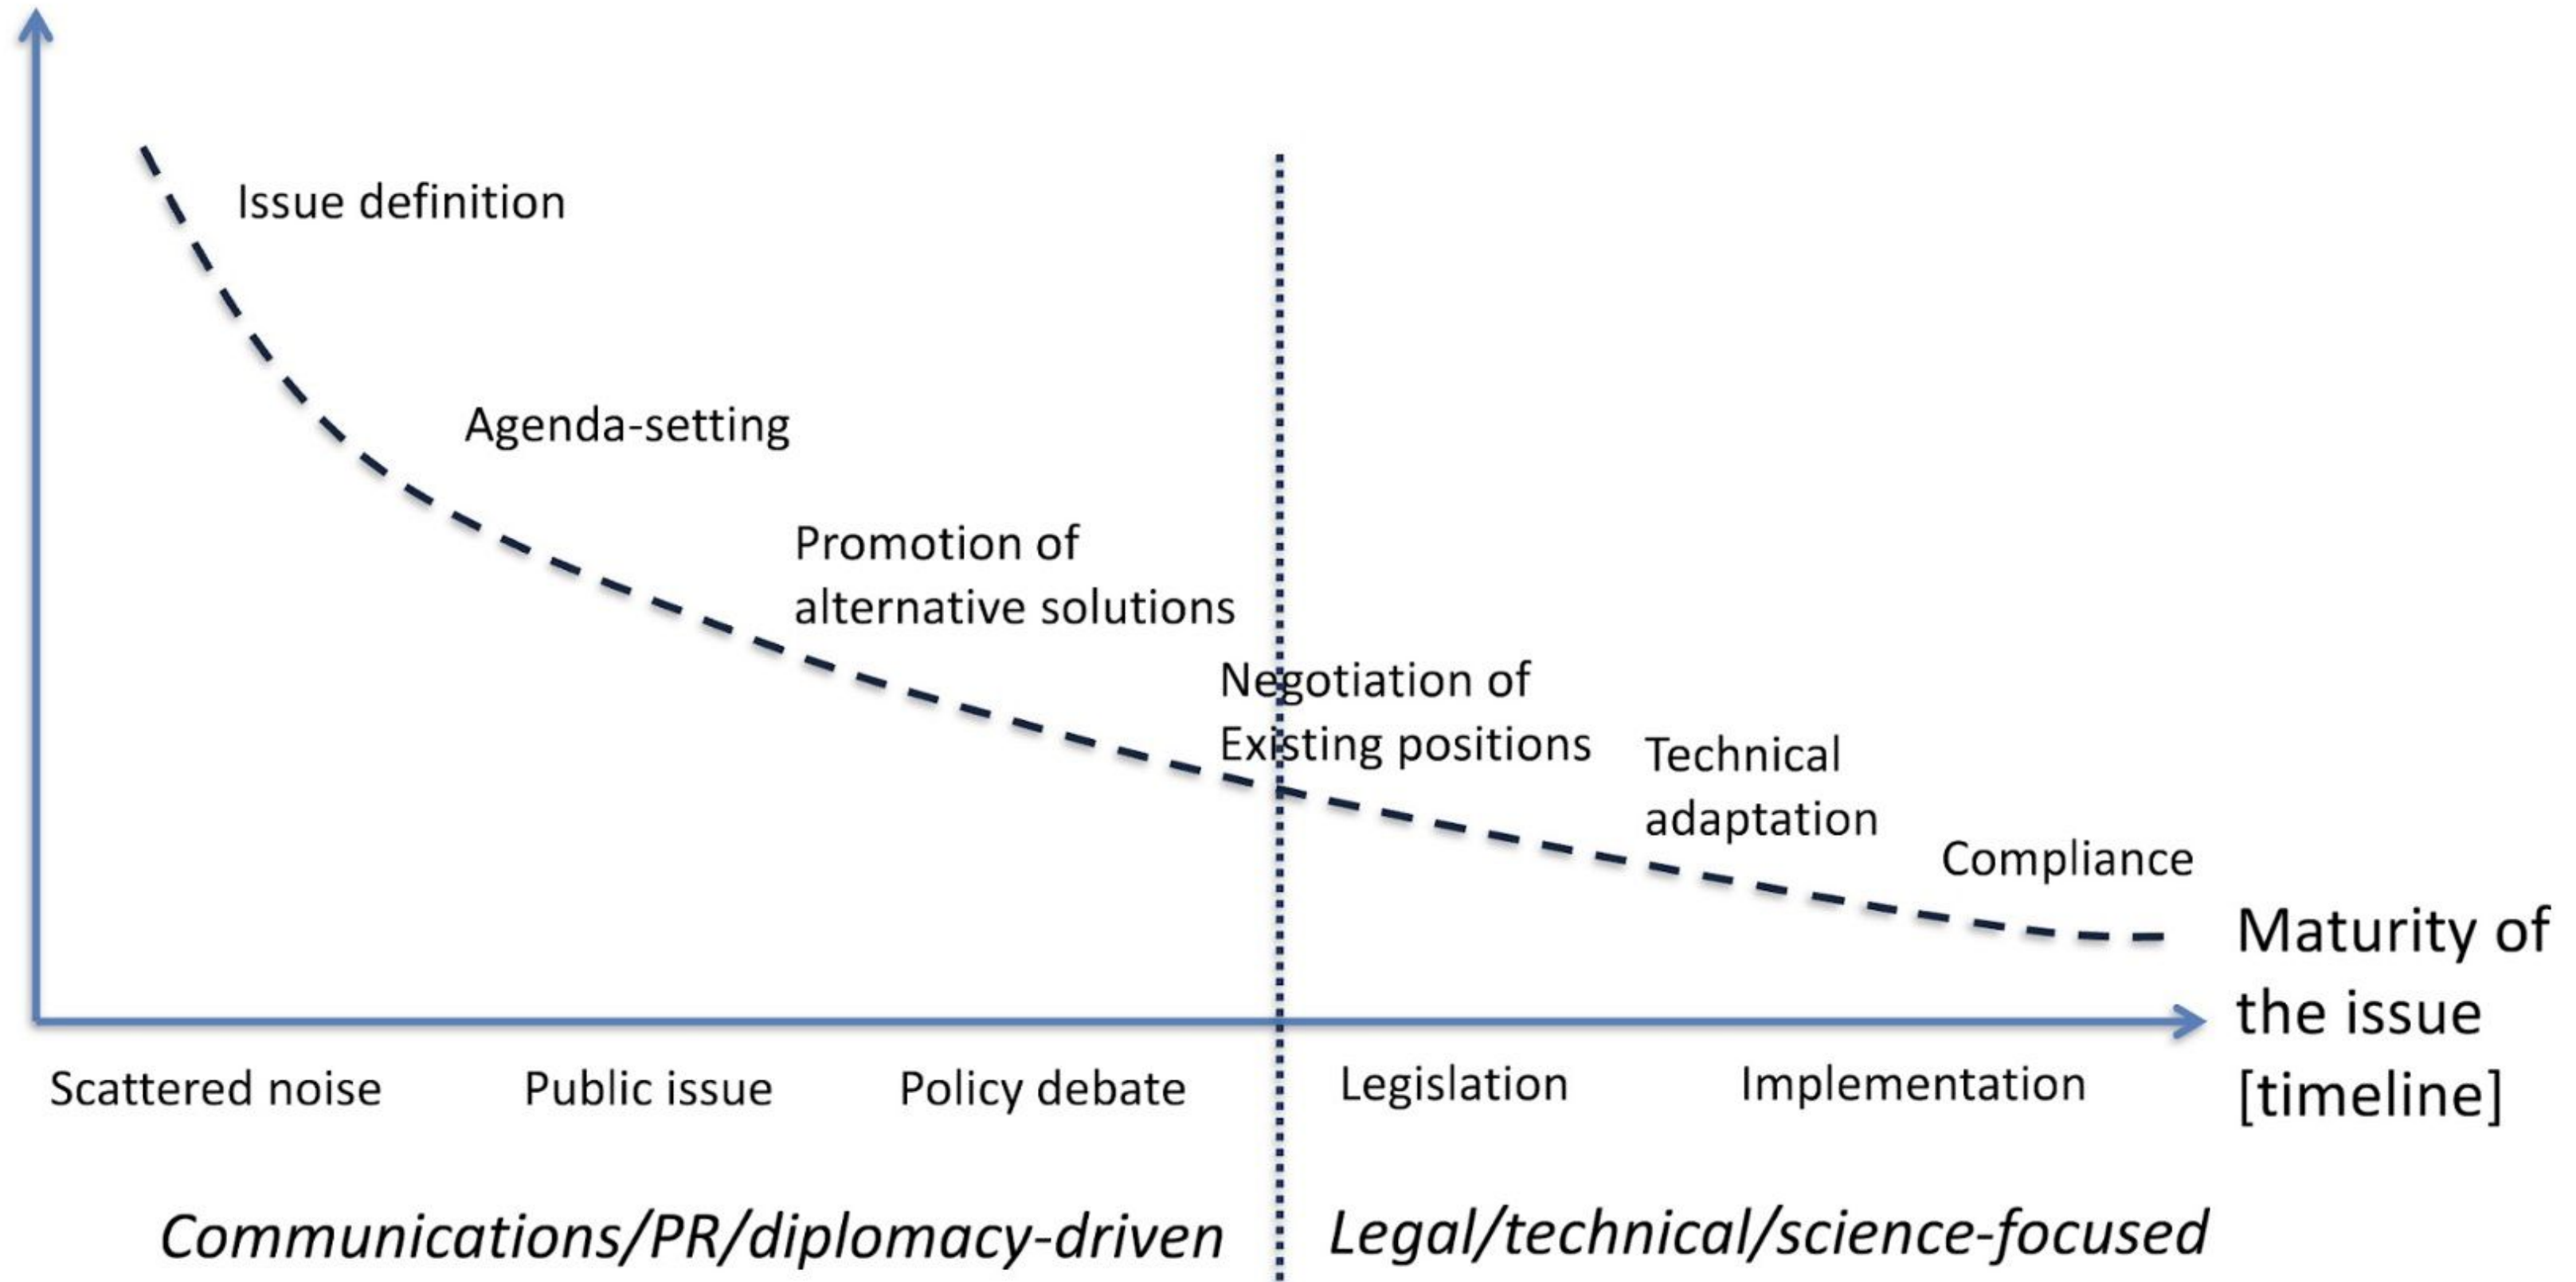 Issue definition
Agenda-setting
Promotion of
alternative solutions
Negotiation of
Existing positions
Technical
adaptation
Compliance
Maturity of
the issue
[timeline]
Scattered noise
Public issue
Policy debate
Legislation
Implementation
Communications/PR/diplomacy-driven
Legal/technical/science-focused